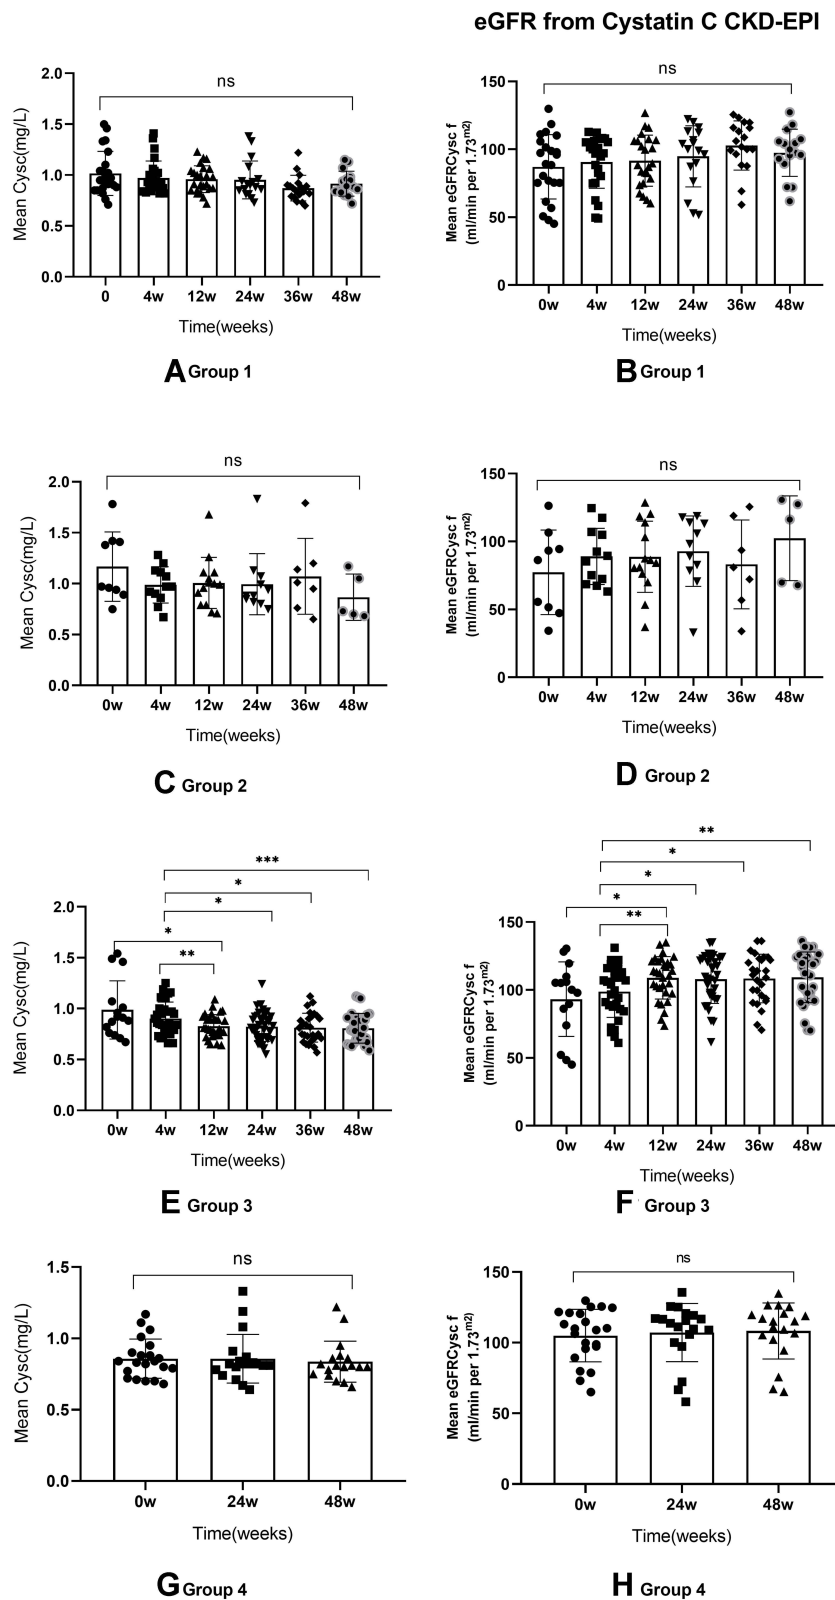 eGFR from Cystatin C CKD-EPI
Mean Cysc(mg/L)
2.0
1.5
1.0
0.5
0.0
ns
0 4w 12w 24w 36w 48w
Time(weeks)
A Group 1
Mean eGFRCysc f
(ml/min per 1.73m2)
150
100
50
0
ns
0w 4w 12w 24w 36w 48w
Time(weeks)
B Group 1
Mean Cysc(mg/L)
2.0
1.5
1.0
0.5
0.0
ns
0w 4w 12w 24w 36w 48w
Time(weeks)
C Group 2
Mean eGFRCysc f
(ml/min per 1.73m2)
150
100
50
0
ns
0w 4w 12w 24w 36w 48w
Time(weeks)
D Group 2
Mean Cysc(mg/L)
2.0
1.5
1.0
0.5
0.0
***
*
*
*
**
0w 4w 12w 24w 36w 48w
Time(weeks)
E Group 3
Mean eGFRCysc f
(ml/min per 1.73m2)
150
100
50
0
**
*
*
*
**
0w 4w 12w 24w 36w 48w
Time(weeks)
F Group 3
Mean Cysc(mg/L)
1.5
1.0
0.5
0.0
ns
0w 24w 48w
Time(weeks)
G Group 4
Mean eGFRCysc f
(ml/min per 1.73m2)
150
100
50
0
ns
0w 24w 48w
Time(weeks)
H Group 4